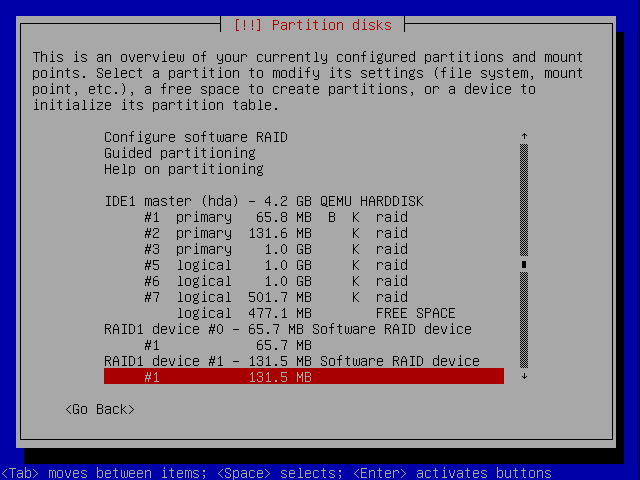 [!!] Partition disks
This is an overview of your currently configured partitions and mount
points. Select a partition to modify its settings (file system, mount
point, etc.), a free space to create partitions, or a device to
initialize its partition table.
Configure software RAID
Guided partitioning
Help on partitioning
IDE1 master (hda) - 4.2 GB QEMU HARDDISK
#1 primary 65.8 MB B K raid
#2 primary 131.6 MB K raid
#3 primary 1.0 GB K raid
#5 logical 1.0 GB K raid
#6 logical 1.0 GB K raid
#7 logical 501.7 MB K raid
logical 477.1 MB FREE SPACE
RAID1 device #0 - 65.7 MB Software RAID device
#1 65.7 MB
RAID1 device #1 - 131.5 MB Software RAID device
#1 131.5 MB
<Go Back>
<Tab> moves between items; <Space> selects; <Enter> activates buttons